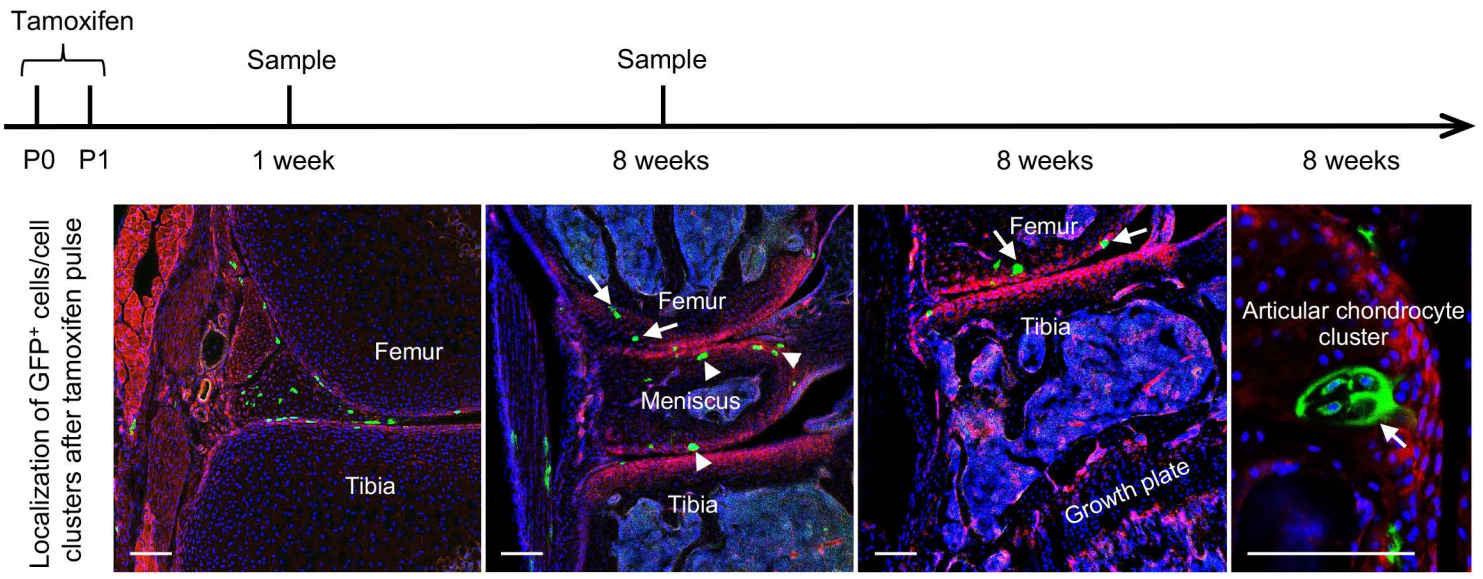 Tamoxifen
Sample
Sample
P0 P1 1 week 8 weeks 8 weeks 8 weeks
Localization of GFP⁺ cells/cell
clusters after tamoxifen pulse
Femur
Tibia
Femur
Meniscus
Tibia
Femur
Tibia
Growth plate
Articular chondrocyte
cluster